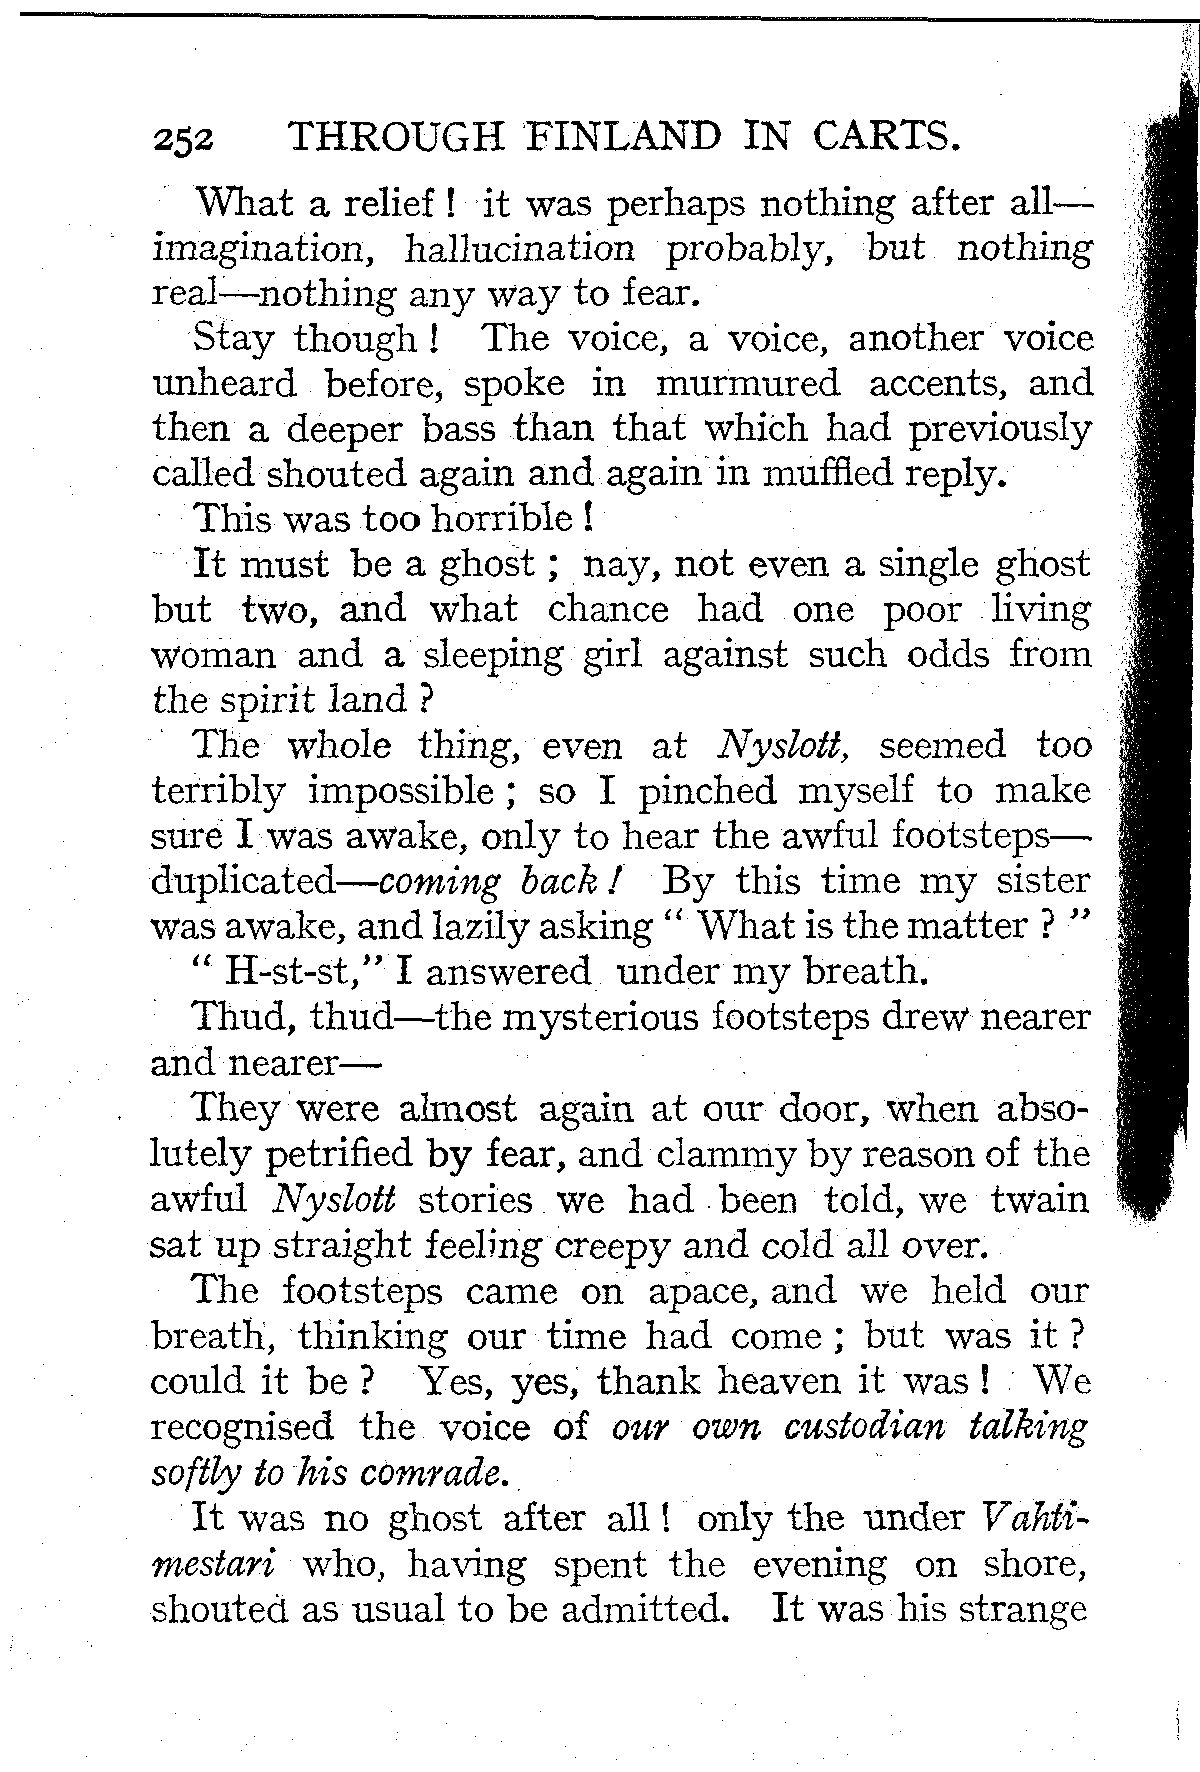 252 THROUGH FINLAND IN CARTS.
What a relief ! it was perhaps nothing after all—
imagination, hallucination probably, but nothing
real—nothing any way to fear.
Stay though ! The voice, a voice, another voice
unheard before, spoke in murmured accents, and
then a deeper bass than that which had previously
called shouted again and again in muffled reply.
This was too horrible !
It must be a ghost ; nay, not even a single ghost
but two, and what chance had one poor living
woman and a sleeping girl against such odds from
the spirit land ?
The whole thing, even at Nyslott, seemed too
terribly impossible ; so I pinched myself to make
sure I was awake, only to hear the awful footsteps—
duplicated—coming back ! By this time my sister
was awake, and lazily asking “ What is the matter ? ”
“ H-st-st,” I answered under my breath.
Thud, thud—the mysterious footsteps drew nearer
and nearer—
They were almost again at our door, when abso-
lutely petrified by fear, and clammy by reason of the
awful Nyslott stories we had been told, we twain
sat up straight feeling creepy and cold all over.
The footsteps came on apace, and we held our
breath, thinking our time had come ; but was it ?
could it be ? Yes, yes, thank heaven it was ! We
recognised the voice of our own custodian talking
softly to his comrade.
It was no ghost after all ! only the under Vahti-
mestari who, having spent the evening on shore,
shouted as usual to be admitted. It was his strange